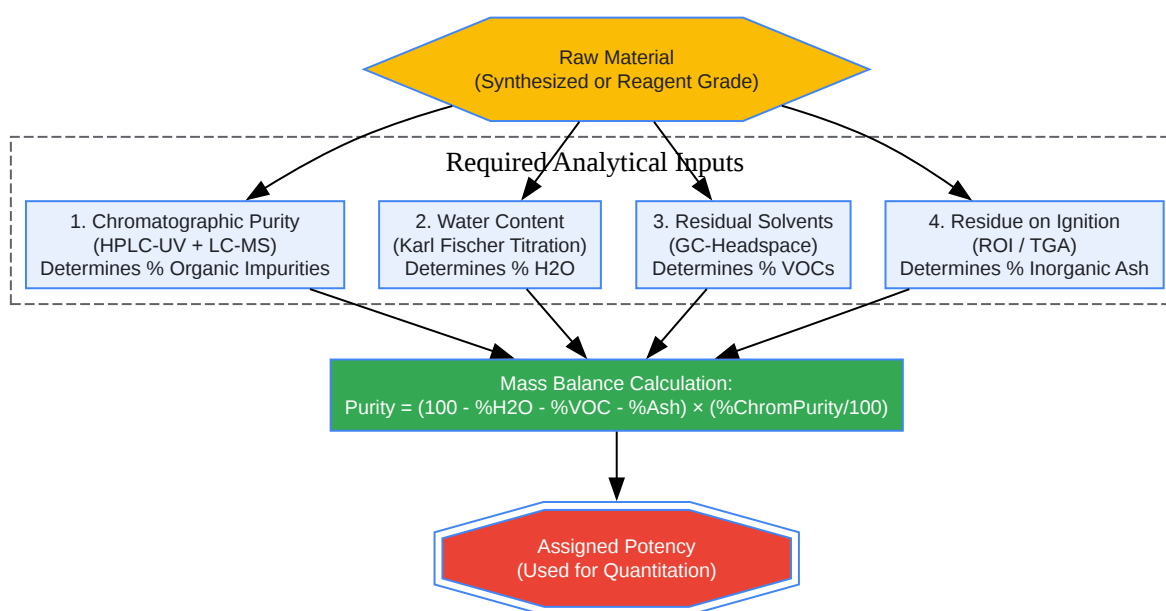 Raw Material
(Synthesized or Reagent Grade)
Required Analytical Inputs
1. Chromatographic Purity
(HPLC-UV + LC-MS)
Determines % Organic Impurities
2. Water Content
(Karl Fischer Titration)
Determines % H2O
3. Residual Solvents
(GC-Headspace)
Determines % VOCs
4. Residue on Ignition
(ROI / TGA)
Determines % Inorganic Ash
Mass Balance Calculation:
Purity = (100 - %H2O - %VOC - %Ash) × (%ChromPurity/100)
Assigned Potency
(Used for Quantitation)